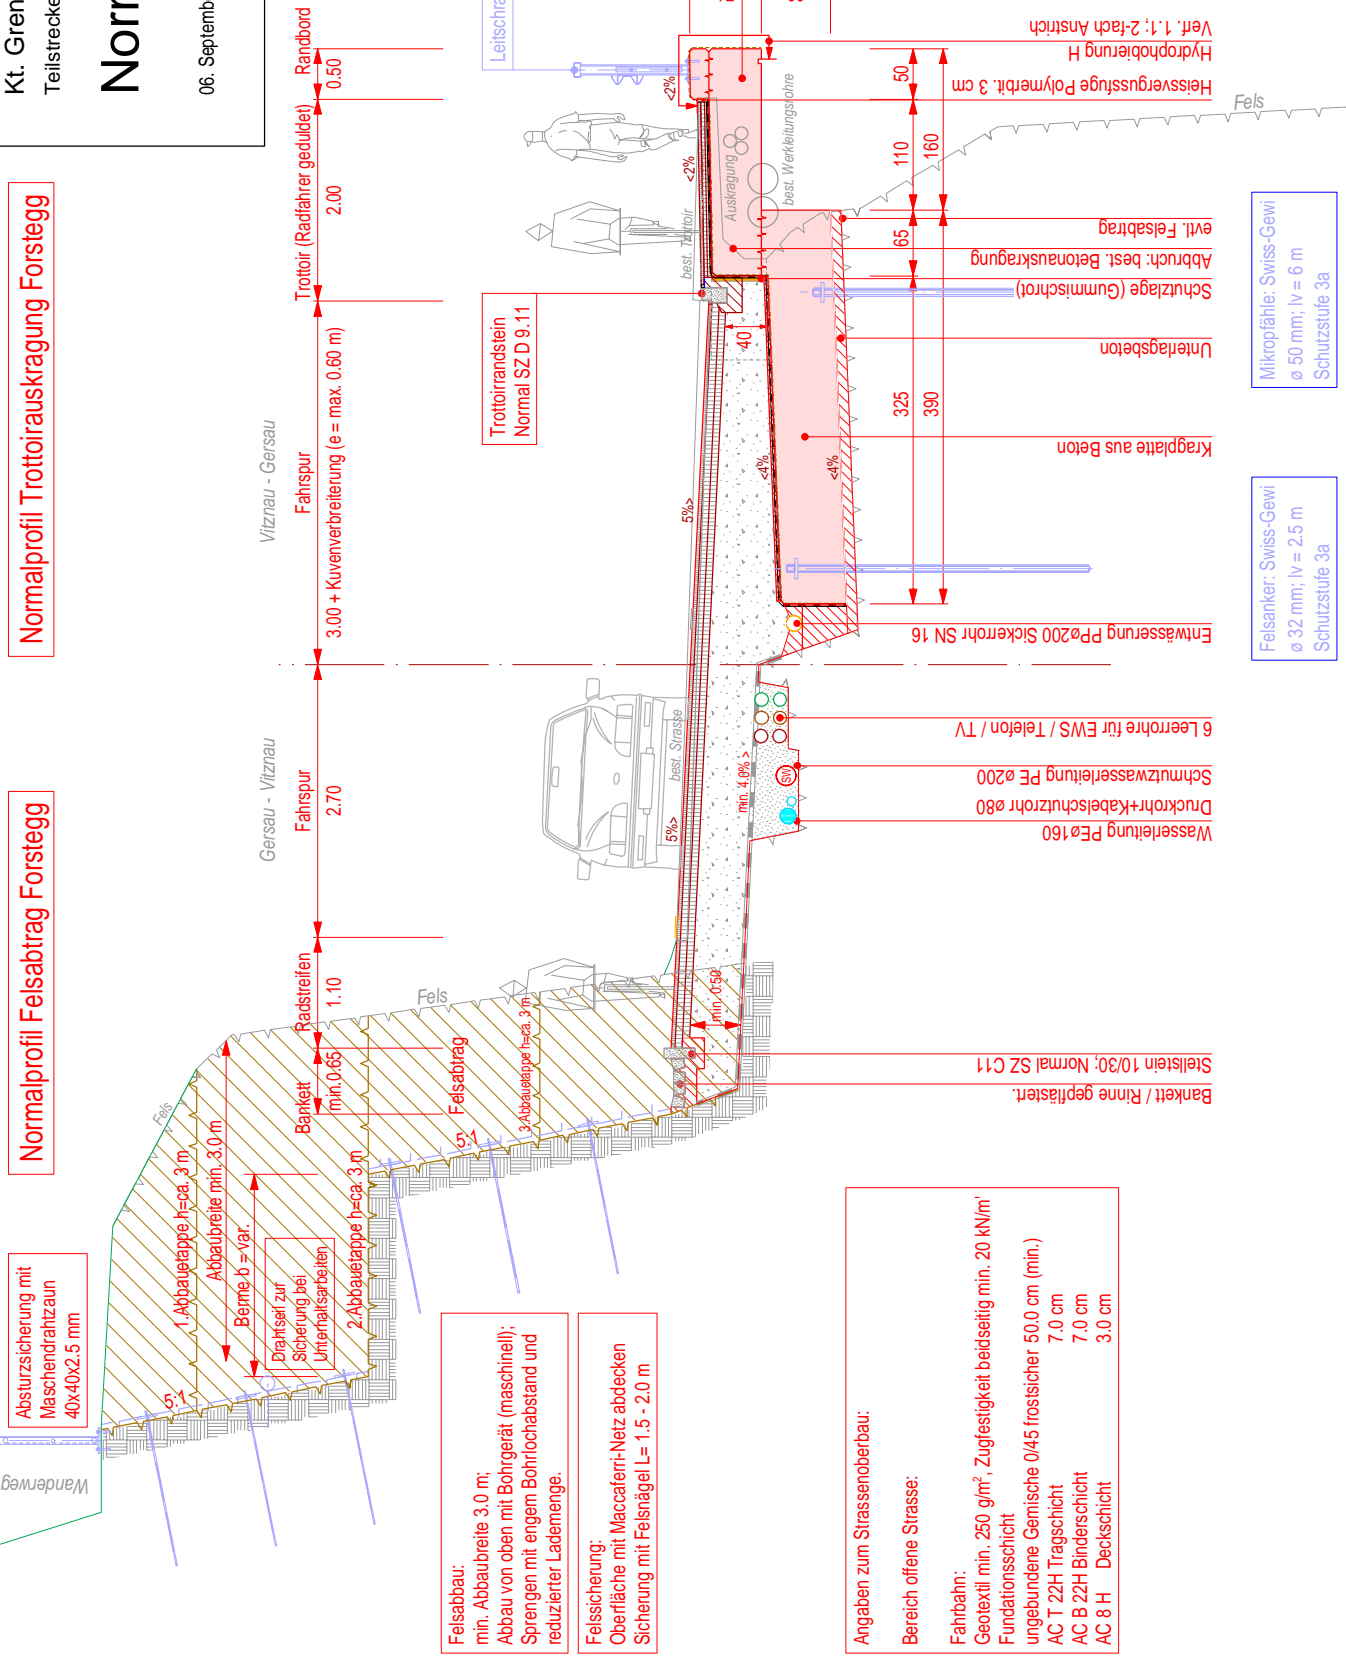 Kt. Gren
Teilstrecke
Norr
06. Septemb
Normalprofil Felsabtrag Forstegg
Normalprofil Trottoirauskragung Forstegg
Absturzsicherung mit
Maschendrahtzaun
40x40x2.5 mm
Wanderweg
Gersau - Vitznau
Vitznau - Gersau
Bankett
min.0.65
Radstreifen
1.10
Fahrspur
2.70
Fahrspur
3.00 + Kuvenverbreiterung (e = max. 0.60 m)
Trottoir (Radfahrer geduldet)
2.00
Randbord
0.50
Leitschra
Fels
1.Abbauetappe h=ca. 3 m
Abbaubreite min. 3.0 m
Berme b = var.
Drahtseil zur
Sicherung bei
Unterhaltsarbeiten
2.Abbauetappe h=ca. 3 m
5:1
Fels
Felsabtrag
3.Abbauetappe h=ca. 3 m
5:1
min. 0.50
Trottoirrandstein
Normal SZ D 9.11
best. Strasse
5%>
5%>
min. 4.0% >
best. Trottoir
<2%
<2%
Auskragung
best. Werkleitungsrohre
40
<4%
<4%
SW
Fels
325
65
110
50
390
160
Verf. 1.1; 2-fach Anstrich
Hydrophobierung H
Heissvergussfuge Polymerbit. 3 cm
evtl. Felsabtrag
Abbruch: best. Betonauskragung
Schutzlage (Gummischrot)
Unterlagsbeton
Kragplatte aus Beton
Entwässerung PPø200 Sickerrohr SN 16
6 Leerrohre für EWS / Telefon / TV
Schmutzwasserleitung PE ø200
Druckrohr+Kabelschutzrohr ø80
Wasserleitung PEø160
Stellstein 10/30; Normal SZ C11
Bankett / Rinne gepflästert.
Mikropfähle: Swiss-Gewi
ø 50 mm; lv = 6 m
Schutzstufe 3a
Felsanker: Swiss-Gewi
ø 32 mm; lv = 2.5 m
Schutzstufe 3a
Felsabbau:
min. Abbaubreite 3.0 m;
Abbau von oben mit Bohrgerät (maschinell);
Sprengen mit engem Bohrlochabstand und
reduzierter Lademenge.
Felssicherung:
Oberfläche mit Maccaferri-Netz abdecken
Sicherung mit Felsnägel L= 1.5 - 2.0 m
Angaben zum Strassenoberbau:
Bereich offene Strasse:
Fahrbahn:
Geotextil min. 250 g/m², Zugfestigkeit beidseitig min. 20 kN/m'
Fundationsschicht
ungebundene Gemische 0/45 frostsicher 50.0 cm (min.)
AC T 22H Tragschicht 7.0 cm
AC B 22H Binderschicht 7.0 cm
AC 8 H Deckschicht 3.0 cm